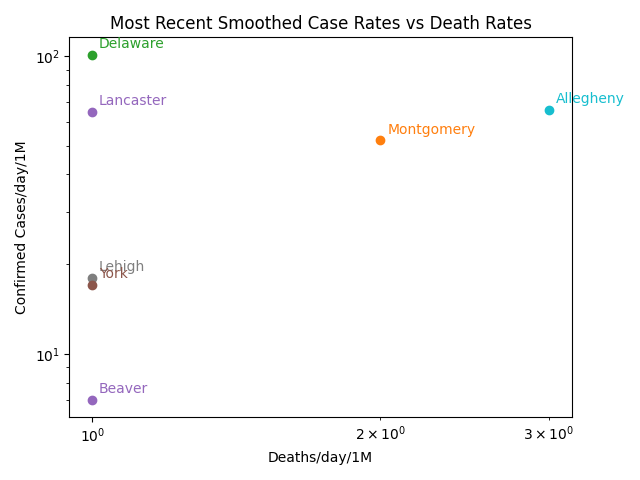 Most Recent Smoothed Case Rates vs Death Rates
10²
Delaware
Lancaster
Allegheny
Montgomery
Confirmed Cases/day/1M
Lehigh
York
10¹
Beaver
10⁰
2 × 10⁰
3 × 10⁰
Deaths/day/1M